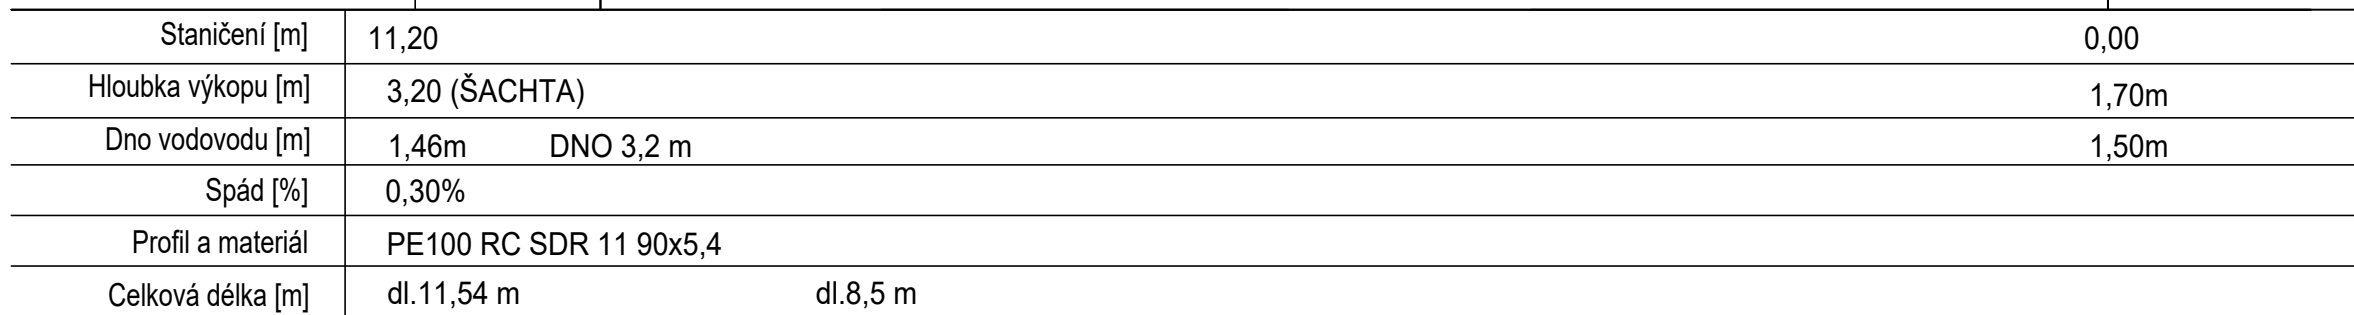 Staničení [m] 11,20 0,00
Hloubka výkopu [m] 3,20 (ŠACHTA) 1,70m
Dno vodovodu [m] 1,46m DNO 3,2 m 1,50m
Spád [%] 0,30%
Profil a materiál PE100 RC SDR 11 90x5,4
Celková délka [m] dl.11,54 m dl.8,5 m